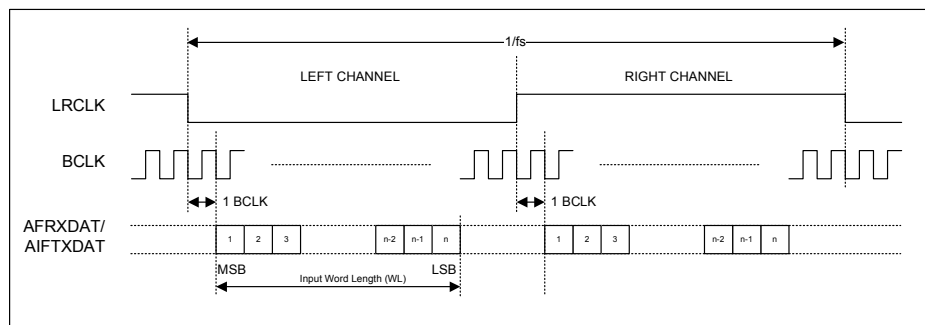 1/fs
LEFT CHANNEL
RIGHT CHANNEL
LRCLK
BCLK
1 BCLK
1 BCLK
AFRXDAT/
AIFTXDAT
1 2 3 n-2 n-1 n 1 2 3 n-2 n-1 n
MSB
LSB
Input Word Length (WL)